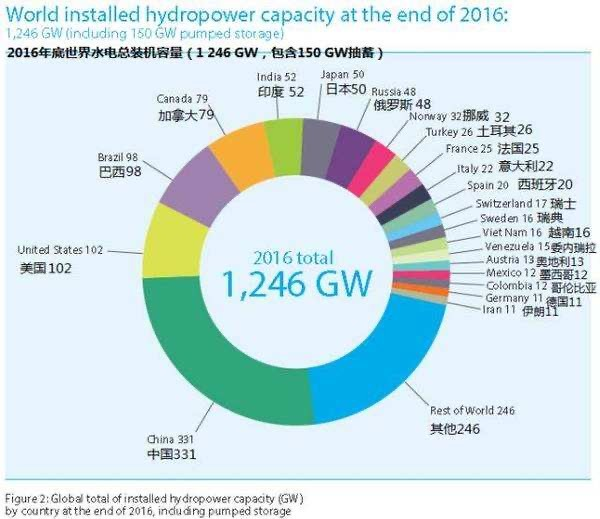 World installed hydropower capacity at the end of 2016:
1,246 GW (including 150 GW pumped storage)
2016年底世界水电总装机容量（1 246 GW，包含150 GW抽蓄）
Japan 50
日本50
India 52
印度 52
Russia 48
俄罗斯 48
Canada 79
加拿大79
Norway 32挪威 32
Turkey 26 土耳其26
France 25 法国25
Italy 22 意大利22
Spain 20 西班牙20
Brazil 98
巴西98
Switzerland 17 瑞士
Sweden 16 瑞典
Viet Nam 16 越南16
Venezuela 15委内瑞拉
Austria 13 奥地利13
Mexico 12 墨西哥12
Colombia 12 哥伦比亚
Germany 11 德国11
Iran 11 伊朗11
United States 102
美国102
2016 total
1,246 GW
Rest of World 246
其他246
China 331
中国331
Figure 2: Global total of installed hydropower capacity (GW)
by country at the end of 2016, including pumped storage